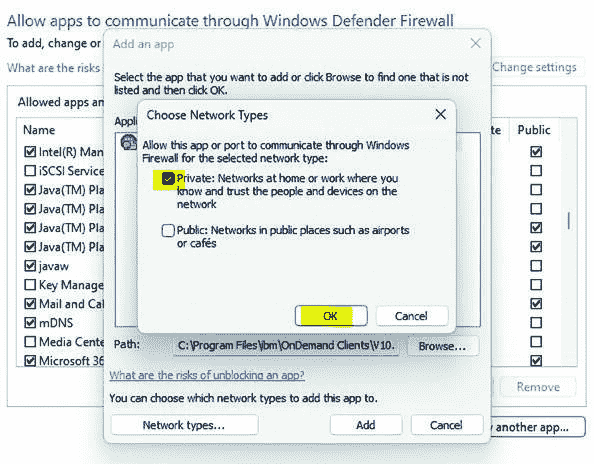 Allow apps to communicate through Windows Defender Firewall
To add, change or
What are the risks
Change settings
Allowed apps an
Name
Public
Intel(R) Man
iSCSI Service
Java(TM) Pla
Java(TM) Pla
Java(TM) Pla
Java(TM) Pla
javaw
Key Manage
Mail and Cal
mDNS
Media Cente
Microsoft 36
Remove
another app...
Add an app
Select the app that you want to add or click Browse to find one that is not
listed and then click OK.
Path:
C:\Program Files\ibm\OnDemand Clients\V10.
Browse...
What are the risks of unblocking an app?
You can choose which network types to add this app to.
Network types...
Add
Cancel
Choose Network Types
Allow this app or port to communicate through Windows
Firewall for the selected network type:
Private: Networks at home or work where you
know and trust the people and devices on the
network
Public: Networks in public places such as airports
or cafés
OK
Cancel